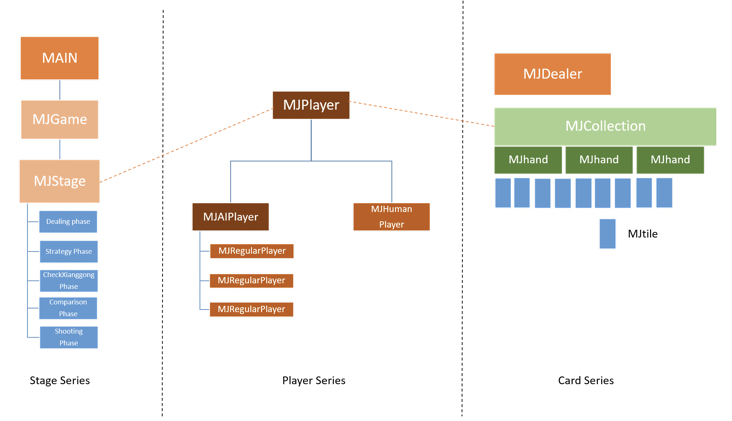 MAIN
MJGame
MJStage
Dealing phase
Strategy Phase
CheckXianggong
Phase
Comparison
Phase
Shooting
Phase
Stage Series
MJPlayer
MJAIPlayer
MJHuman
Player
MJRegularPlayer
MJRegularPlayer
MJRegularPlayer
Player Series
MJDealer
MJCollection
MJhand
MJhand
MJhand
MJtile
Card Series